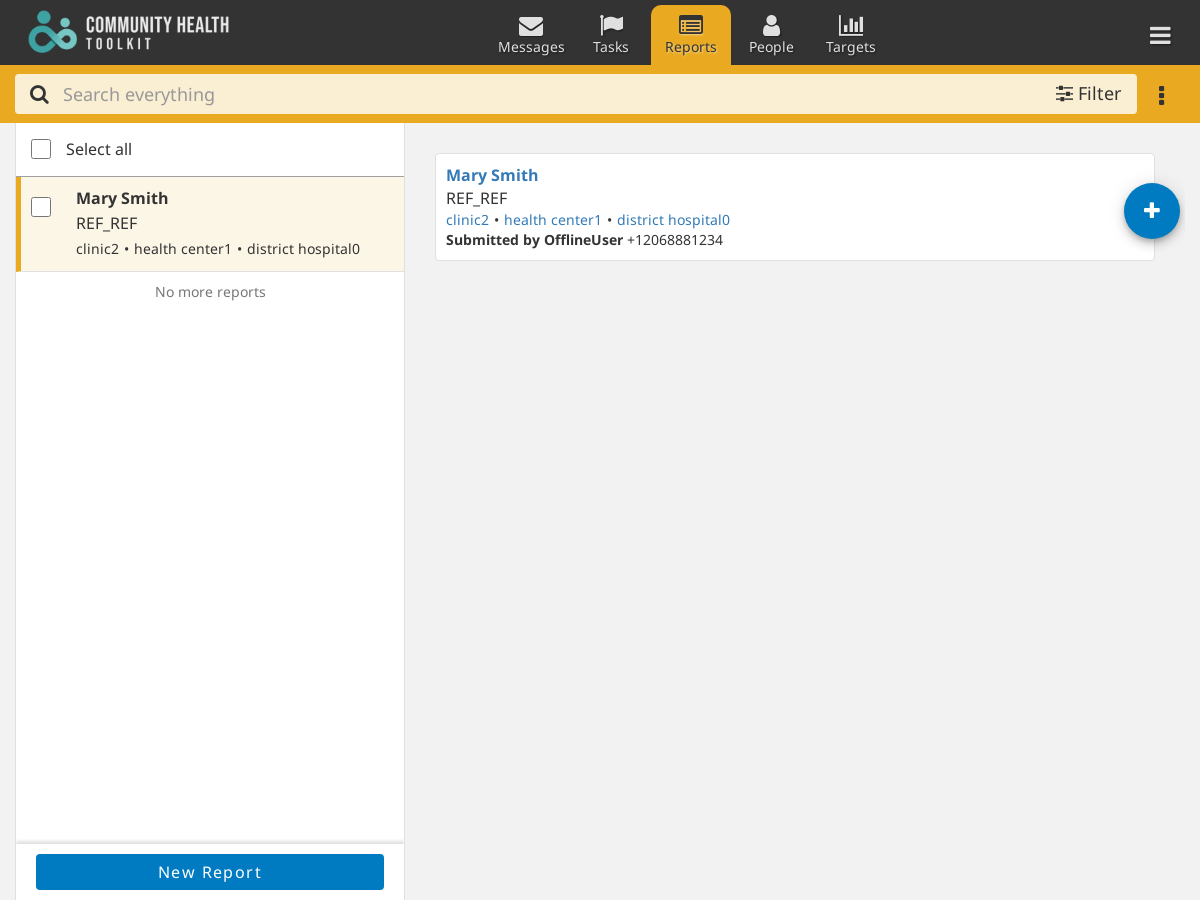 COMMUNITY HEALTH
TOOLKIT
Messages
Tasks
Reports
People
Targets
Search everything
Filter
Select all
Mary Smith
REF_REF
clinic2 • health center1 • district hospital0
No more reports
New Report
Mary Smith
REF_REF
clinic2 • health center1 • district hospital0
Submitted by OfflineUser +12068881234